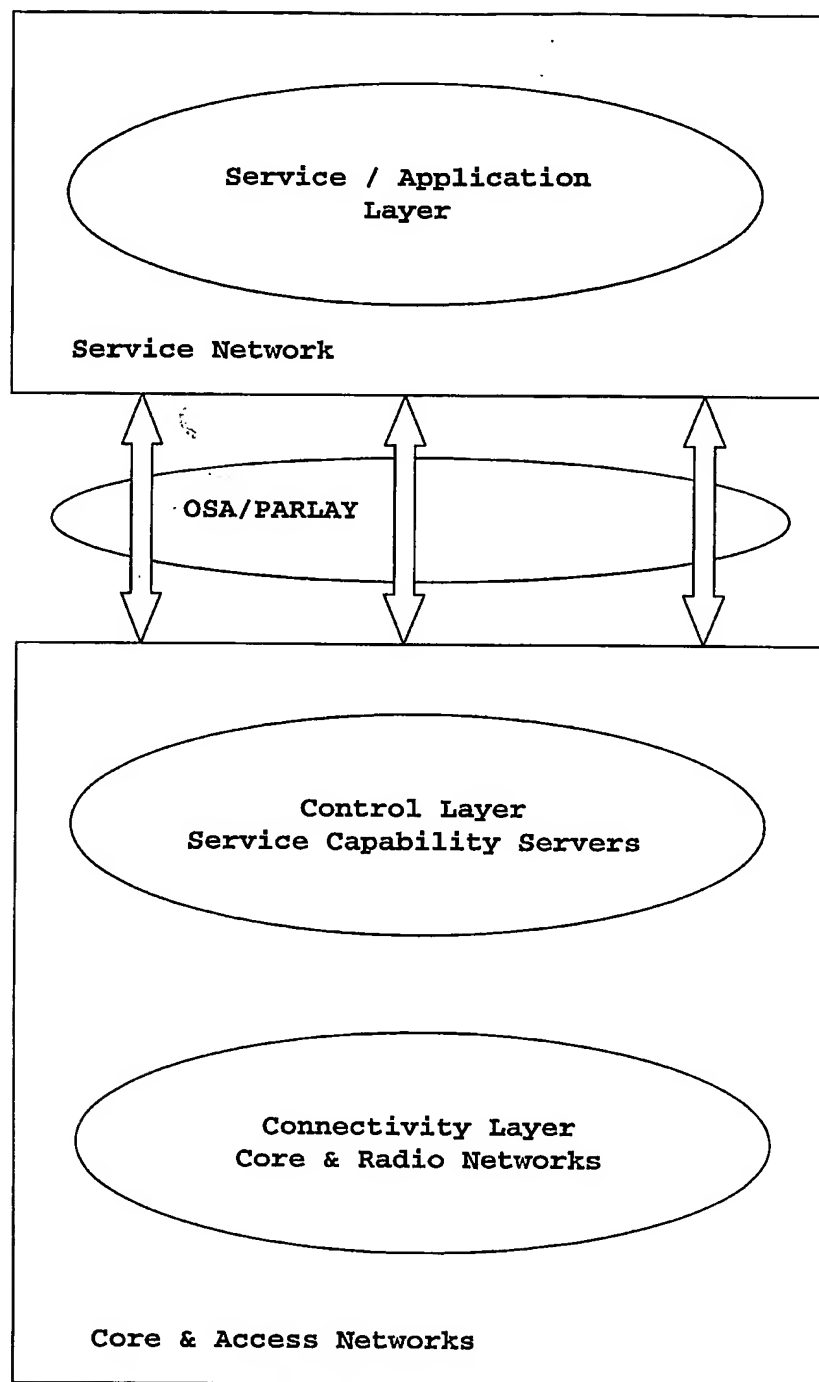 Service / Application
Layer
Service Network
OSA/PARLAY
Control Layer
Service Capability Servers
Connectivity Layer
Core & Radio Networks
Core & Access Networks